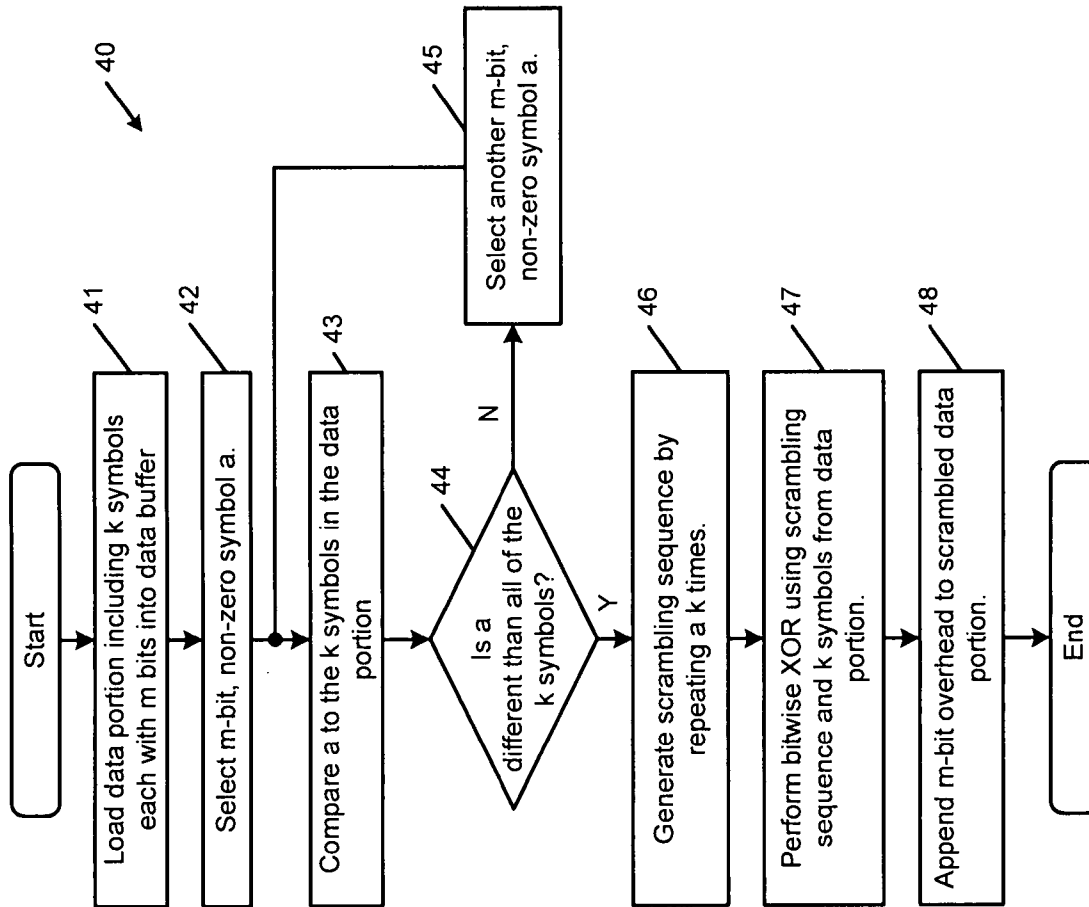 40
Start
41
Load data portion including k symbols
each with m bits into data buffer
42
Select m-bit, non-zero symbol a.
43
Compare a to the k symbols in the data
portion
44
Is a
different than all of the
k symbols?
N
45
Select another m-bit,
non-zero symbol a.
Y
46
Generate scrambling sequence by
repeating a k times.
47
Perform bitwise XOR using scrambling
sequence and k symbols from data
portion.
48
Append m-bit overhead to scrambled data
portion.
End